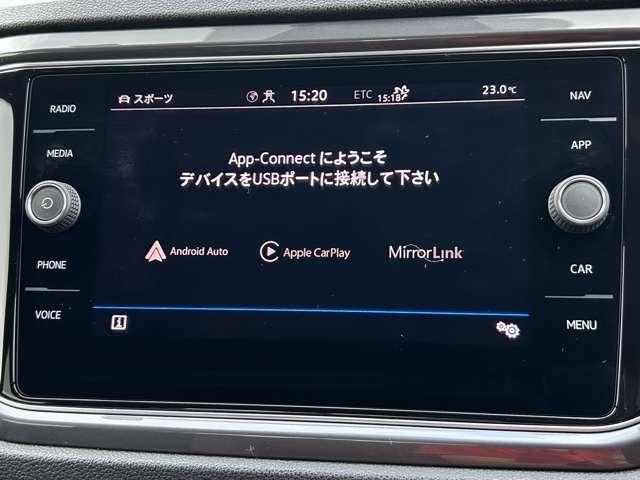 RADIO
MEDIA
PHONE
VOICE
スポーツ
15:20
ETC
15:18
23.0℃
App-Connect にようこそ
デバイスをUSBポートに接続して下さい
Android Auto
Apple CarPlay
MirrorLink
NAV
APP
CAR
MENU